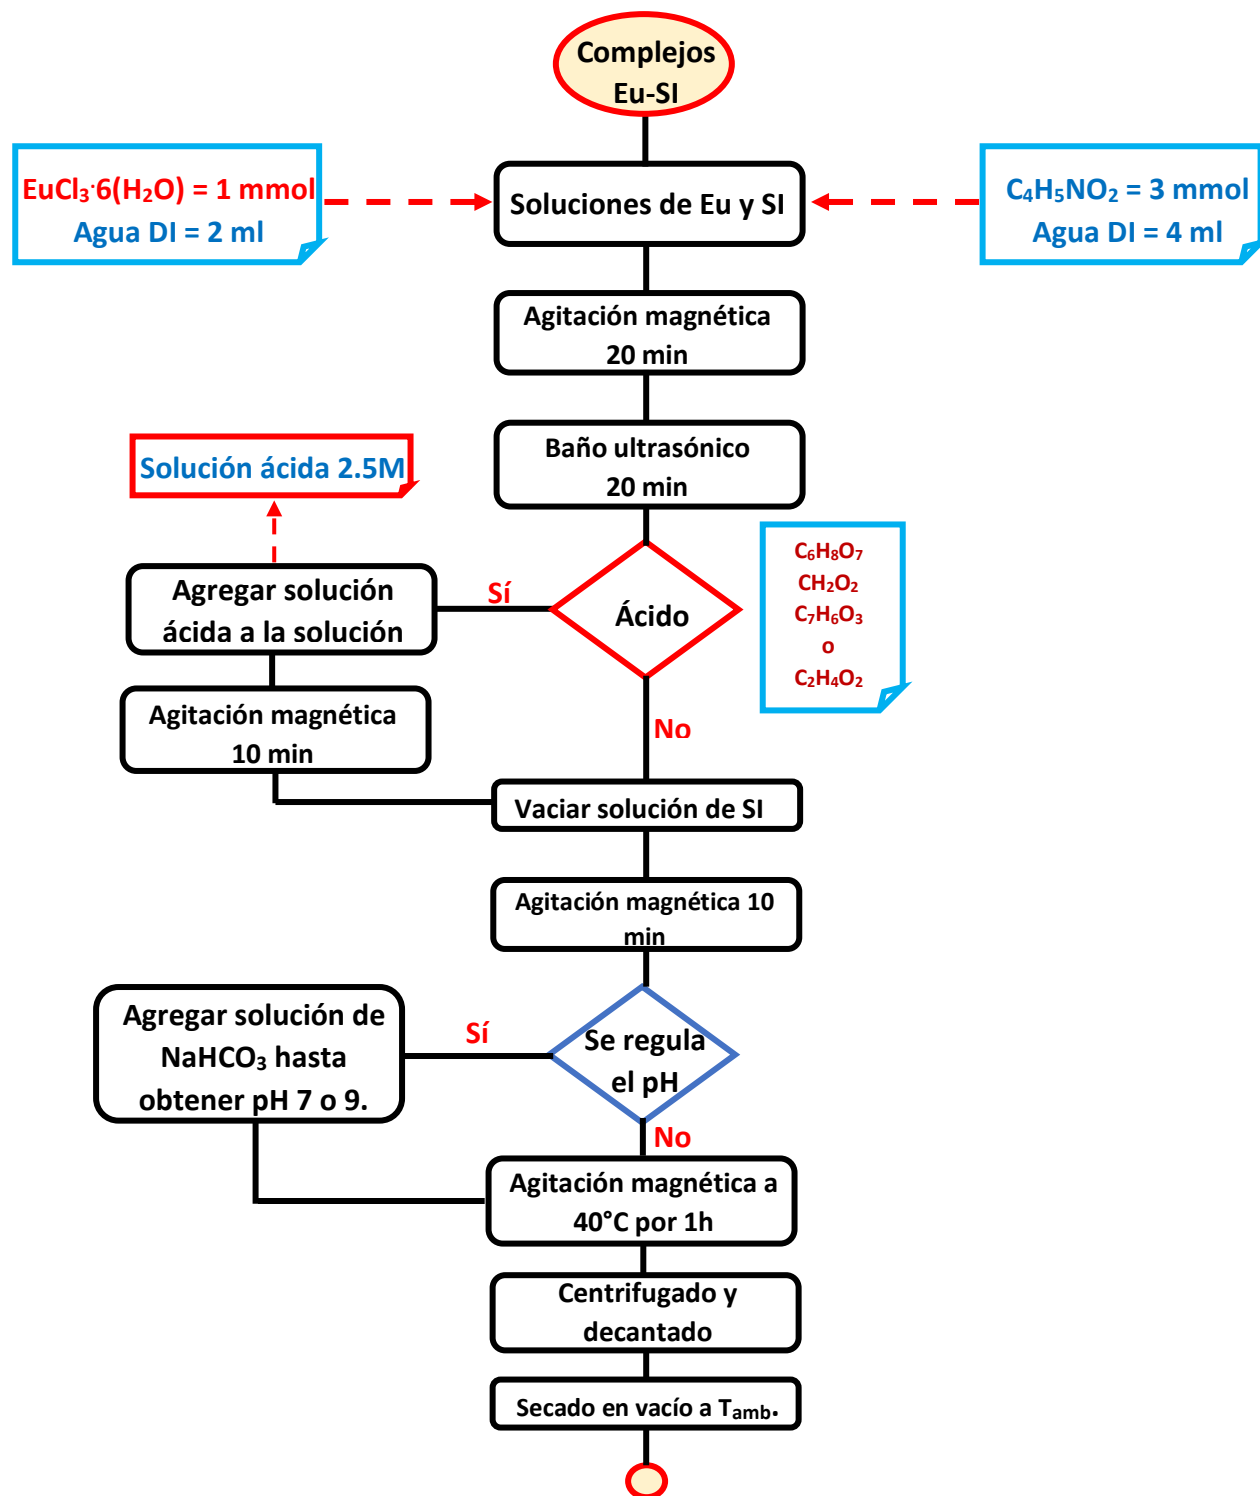 Complejos
Eu-SI
EuCl₃·6(H₂O) = 1 mmol
Agua DI = 2 ml
Soluciones de Eu y SI
C₄H₅NO₂ = 3 mmol
Agua DI = 4 ml
Agitación magnética
20 min
Baño ultrasónico
20 min
Solución ácida 2.5M
Agregar solución
ácida a la solución
Sí
Ácido
C₆H₈O₇
CH₂O₂
C₇H₆O₃
o
C₂H₄O₂
Agitación magnética
10 min
No
Vaciar solución de SI
Agitación magnética 10
min
Agregar solución de
NaHCO₃ hasta
obtener pH 7 o 9.
Sí
Se regula
el pH
No
Agitación magnética a
40°C por 1h
Centrifugado y
decantado
Secado en vacío a Tₐₘb.